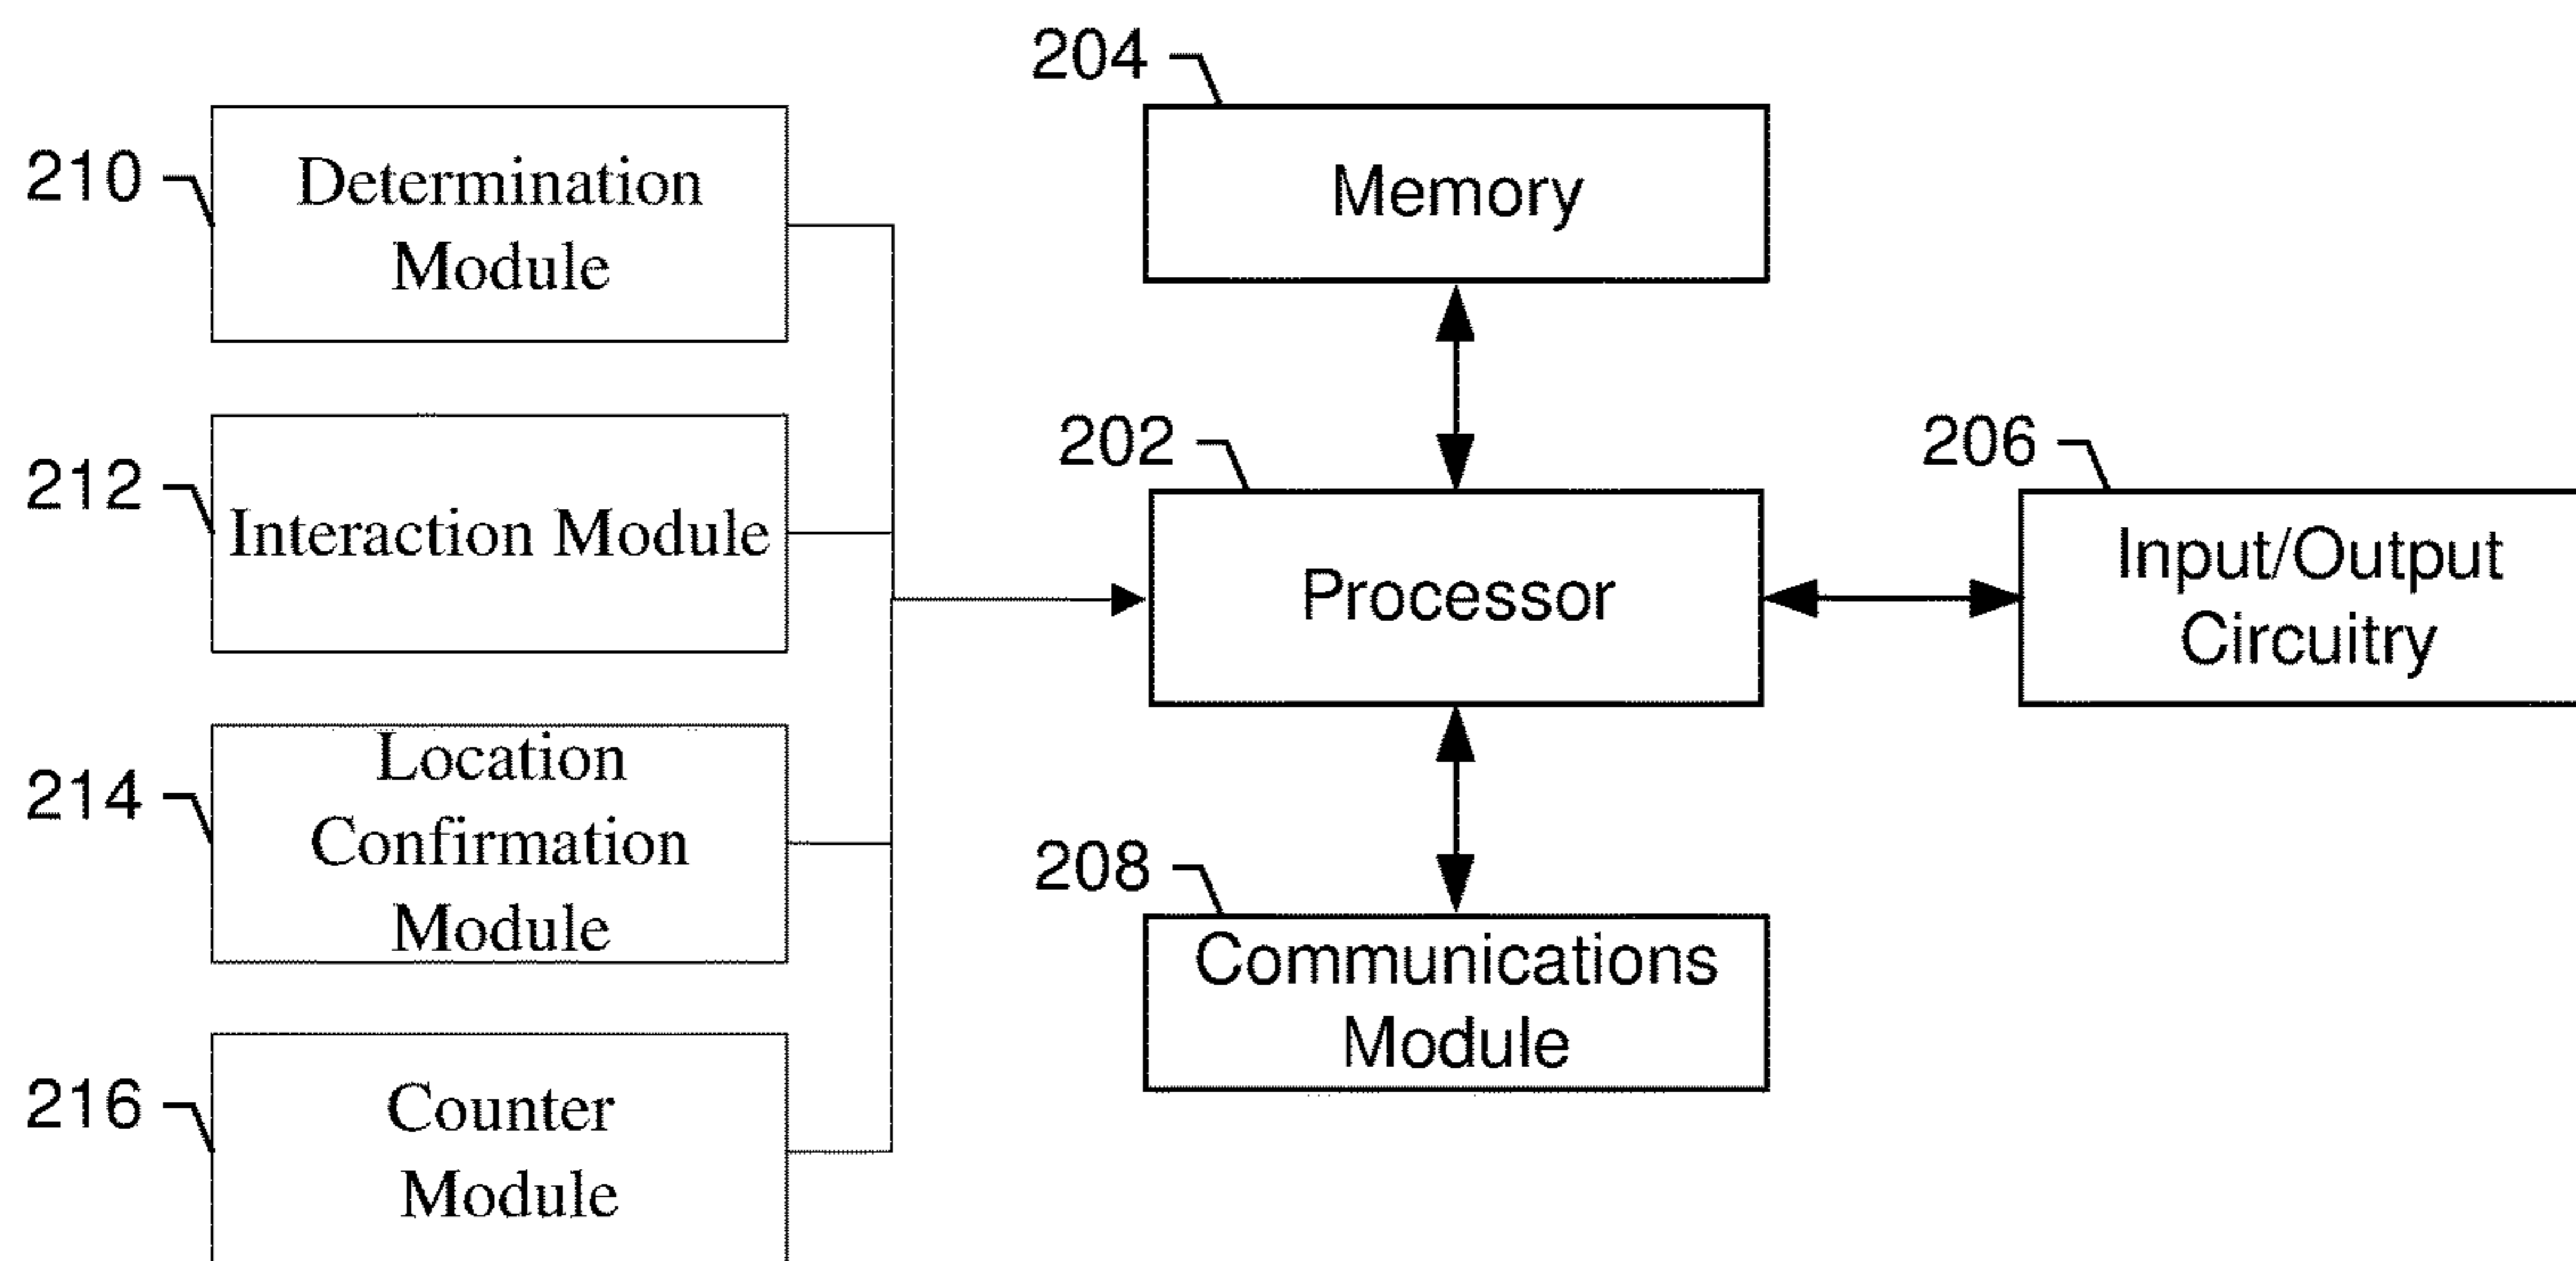 204
210
Determination
Module
Memory
212
Interaction Module
202
Processor
206
Input/Output
Circuitry
214
Location
Confirmation
Module
208
Communications
Module
216
Counter
Module